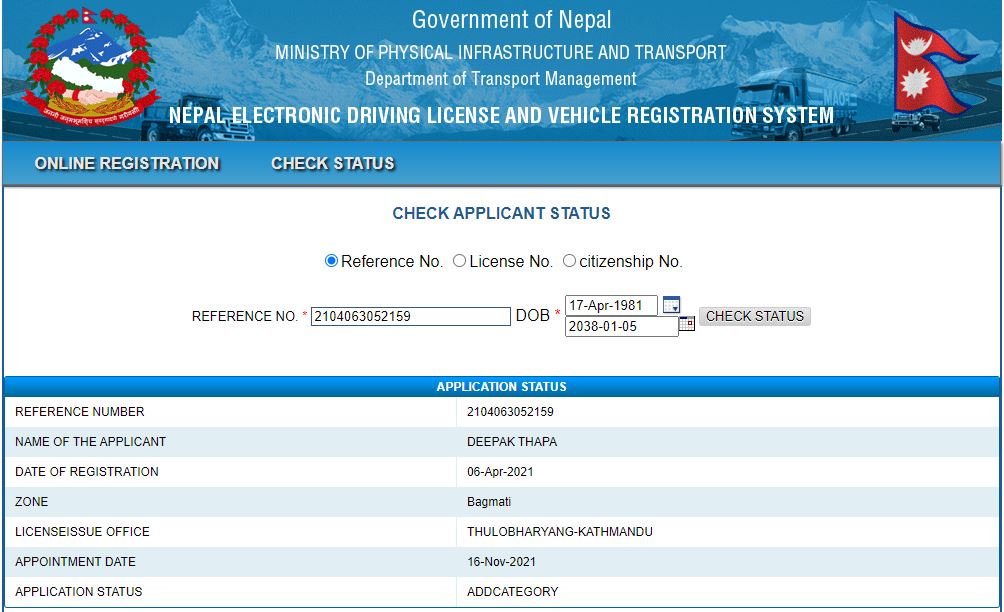 Government of Nepal
MINISTRY OF PHYSICAL INFRASTRUCTURE AND TRANSPORT
Department of Transport Management
NEPAL ELECTRONIC DRIVING LICENSE AND VEHICLE REGISTRATION SYSTEM
ONLINE REGISTRATION CHECK STATUS
CHECK APPLICANT STATUS
Reference No. License No. citizenship No.
REFERENCE NO. * 2104063052159 DOB * 17-Apr-1981
2038-01-05
CHECK STATUS
APPLICATION STATUS
REFERENCE NUMBER 2104063052159
NAME OF THE APPLICANT DEEPAK THAPA
DATE OF REGISTRATION 06-Apr-2021
ZONE Bagmati
LICENSEISSUE OFFICE THULOBHARYANG-KATHMANDU
APPOINTMENT DATE 16-Nov-2021
APPLICATION STATUS ADDCATEGORY